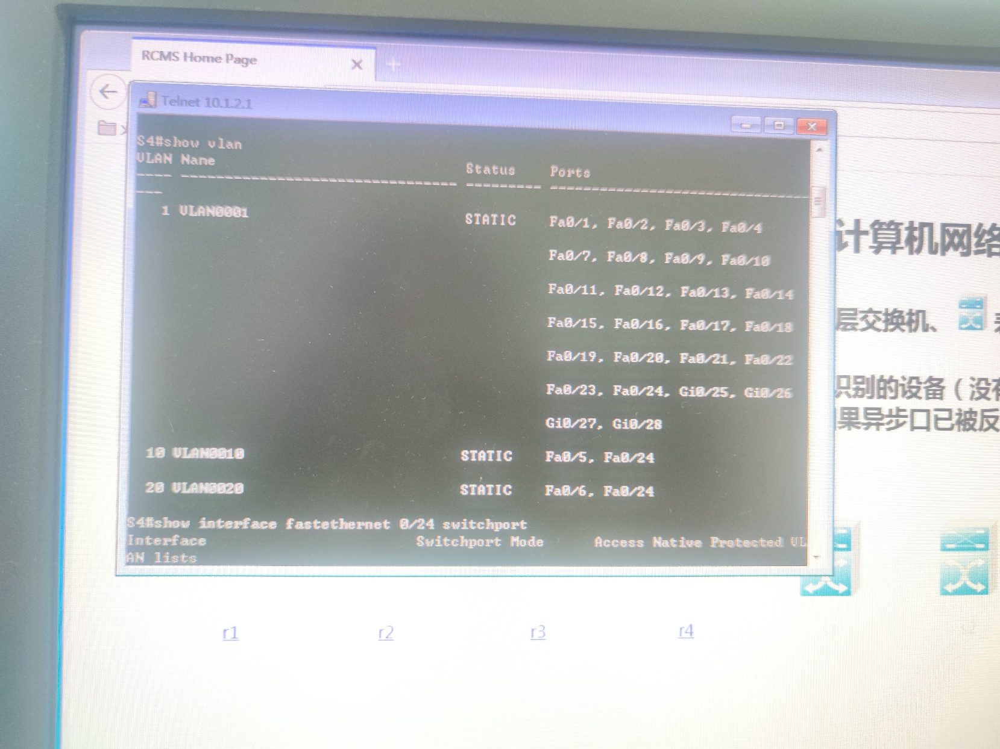 RCMS Home Page
Telnet 10.1.2.1
S4#show vlan
VLAN Name Status Ports
---- -------------------------------- --------- -----------------------------------
---
1 VLAN0001 STATIC Fa0/1, Fa0/2, Fa0/3, Fa0/4
Fa0/7, Fa0/8, Fa0/9, Fa0/10
Fa0/11, Fa0/12, Fa0/13, Fa0/14
Fa0/15, Fa0/16, Fa0/17, Fa0/18
Fa0/19, Fa0/20, Fa0/21, Fa0/22
Fa0/23, Fa0/24, Gi0/25, Gi0/26
Gi0/27, Gi0/28
10 VLAN0010 STATIC Fa0/5, Fa0/24
20 VLAN0020 STATIC Fa0/6, Fa0/24
S4#show interface fastethernet 0/24 switchport
Interface Switchport Mode Access Native Protected VL
AN lists
计算机网络
层交换机、
识别的设备（没有
果异步口已被反
r1 r2 r3 r4